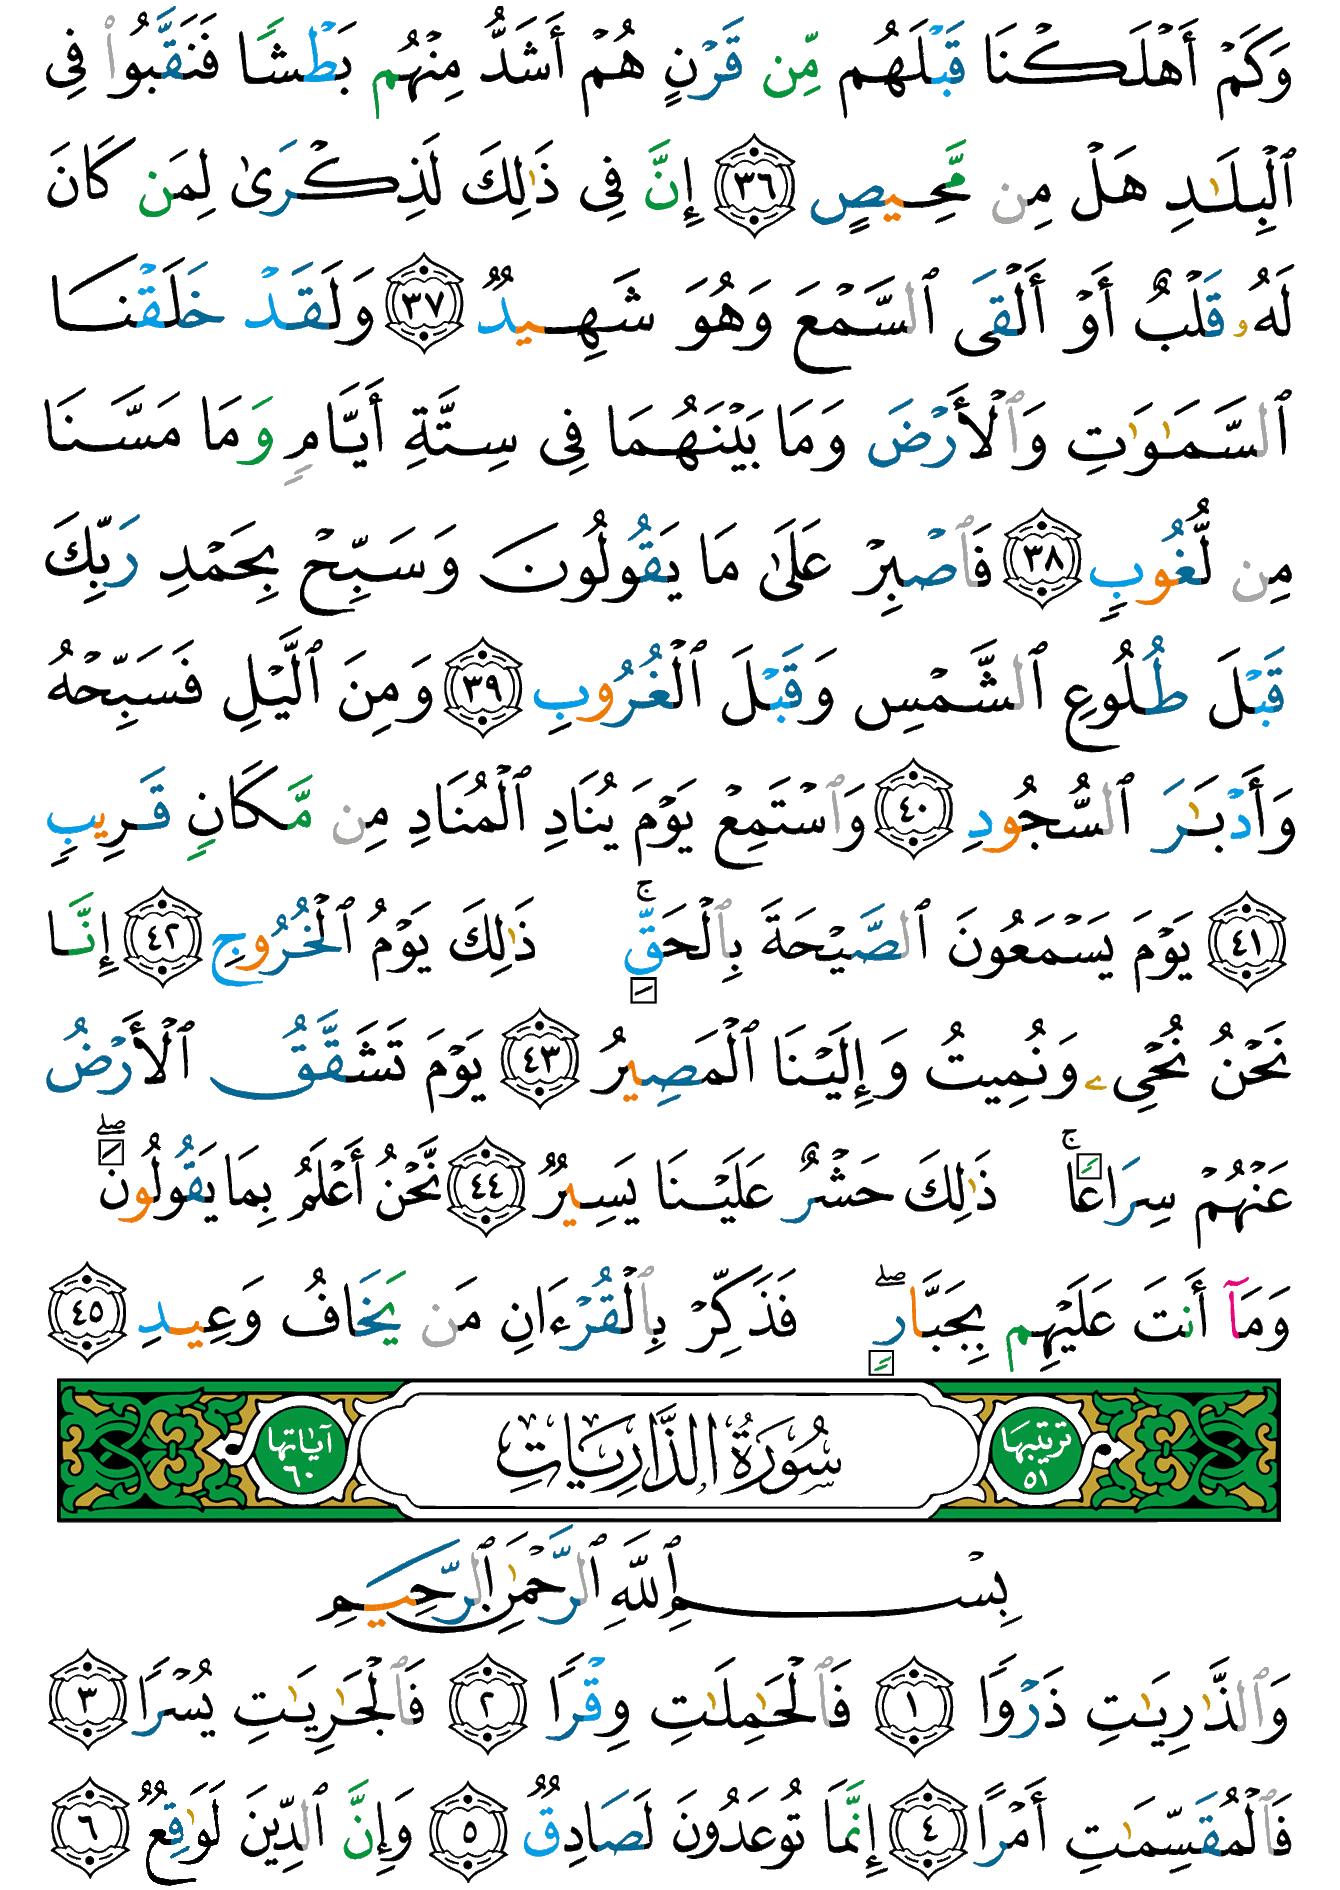 وَكَمْ أَهْلَكْنَا قَبْلَهُم مِّن قَرْنٍ هُمْ أَشَدُّ مِنْهُم بَطْشًا فَنَقَّبُوا۟ فِى
ٱلْبِلَـٰدِ هَلْ مِن مَّحِيصٍ ٣٦ إِنَّ فِى ذَٰلِكَ لَذِكْرَىٰ لِمَن كَانَ
لَهُۥ قَلْبٌ أَوْ أَلْقَى ٱلسَّمْعَ وَهُوَ شَهِيدٌ ٣٧ وَلَقَدْ خَلَقْنَا
ٱلسَّمَـٰوَٰتِ وَٱلْأَرْضَ وَمَا بَيْنَهُمَا فِى سِتَّةِ أَيَّامٍ وَمَا مَسَّنَا
مِن لُّغُوبٍ ٣٨ فَٱصْبِرْ عَلَىٰ مَا يَقُولُونَ وَسَبِّحْ بِحَمْدِ رَبِّكَ
قَبْلَ طُلُوعِ ٱلشَّمْسِ وَقَبْلَ ٱلْغُرُوبِ ٣٩ وَمِنَ ٱلَّيْلِ فَسَبِّحْهُ
وَأَدْبَـٰرَ ٱلسُّجُودِ ٤٠ وَٱسْتَمِعْ يَوْمَ يُنَادِ ٱلْمُنَادِ مِن مَّكَانٍ قَرِيبٍ
٤١ يَوْمَ يَسْمَعُونَ ٱلصَّيْحَةَ بِٱلْحَقِّ ۚ ذَٰلِكَ يَوْمُ ٱلْخُرُوجِ ٤٢ إِنَّا
نَحْنُ نُحْىِۦ وَنُمِيتُ وَإِلَيْنَا ٱلْمَصِيرُ ٤٣ يَوْمَ تَشَقَّقُ ٱلْأَرْضُ
عَنْهُمْ سِرَاعًا ۚ ذَٰلِكَ حَشْرٌ عَلَيْنَا يَسِيرٌ ٤٤ نَّحْنُ أَعْلَمُ بِمَا يَقُولُونَ ۖ
وَمَآ أَنتَ عَلَيْهِم بِجَبَّارٍ ۖ فَذَكِّرْ بِٱلْقُرْءَانِ مَن يَخَافُ وَعِيدِ ٤٥
ترتيبها ٥١ سُورَةُ الذَّارِيَاتِ آياتها ٦٠
بِسْمِ ٱللَّهِ ٱلرَّحْمَـٰنِ ٱلرَّحِيمِ
وَٱلذَّٰرِيَـٰتِ ذَرْوًا ١ فَٱلْحَـٰمِلَـٰتِ وِقْرًا ٢ فَٱلْجَـٰرِيَـٰتِ يُسْرًا ٣
فَٱلْمُقَسِّمَـٰتِ أَمْرًا ٤ إِنَّمَا تُوعَدُونَ لَصَادِقٌ ٥ وَإِنَّ ٱلدِّينَ لَوَٰقِعٌ ٦